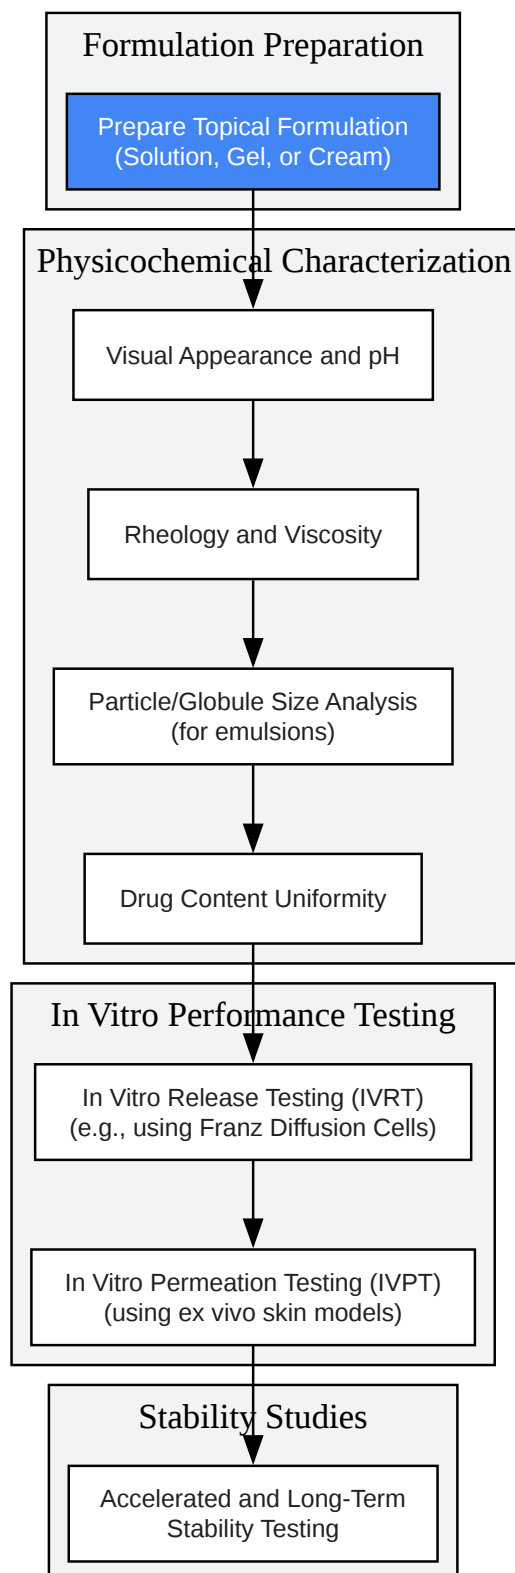 Formulation Preparation
Prepare Topical Formulation
(Solution, Gel, or Cream)
Physicochemical Characterization
Visual Appearance and pH
Rheology and Viscosity
Particle/Globule Size Analysis
(for emulsions)
Drug Content Uniformity
In Vitro Performance Testing
In Vitro Release Testing (IVRT)
(e.g., using Franz Diffusion Cells)
In Vitro Permeation Testing (IVPT)
(using ex vivo skin models)
Stability Studies
Accelerated and Long-Term
Stability Testing